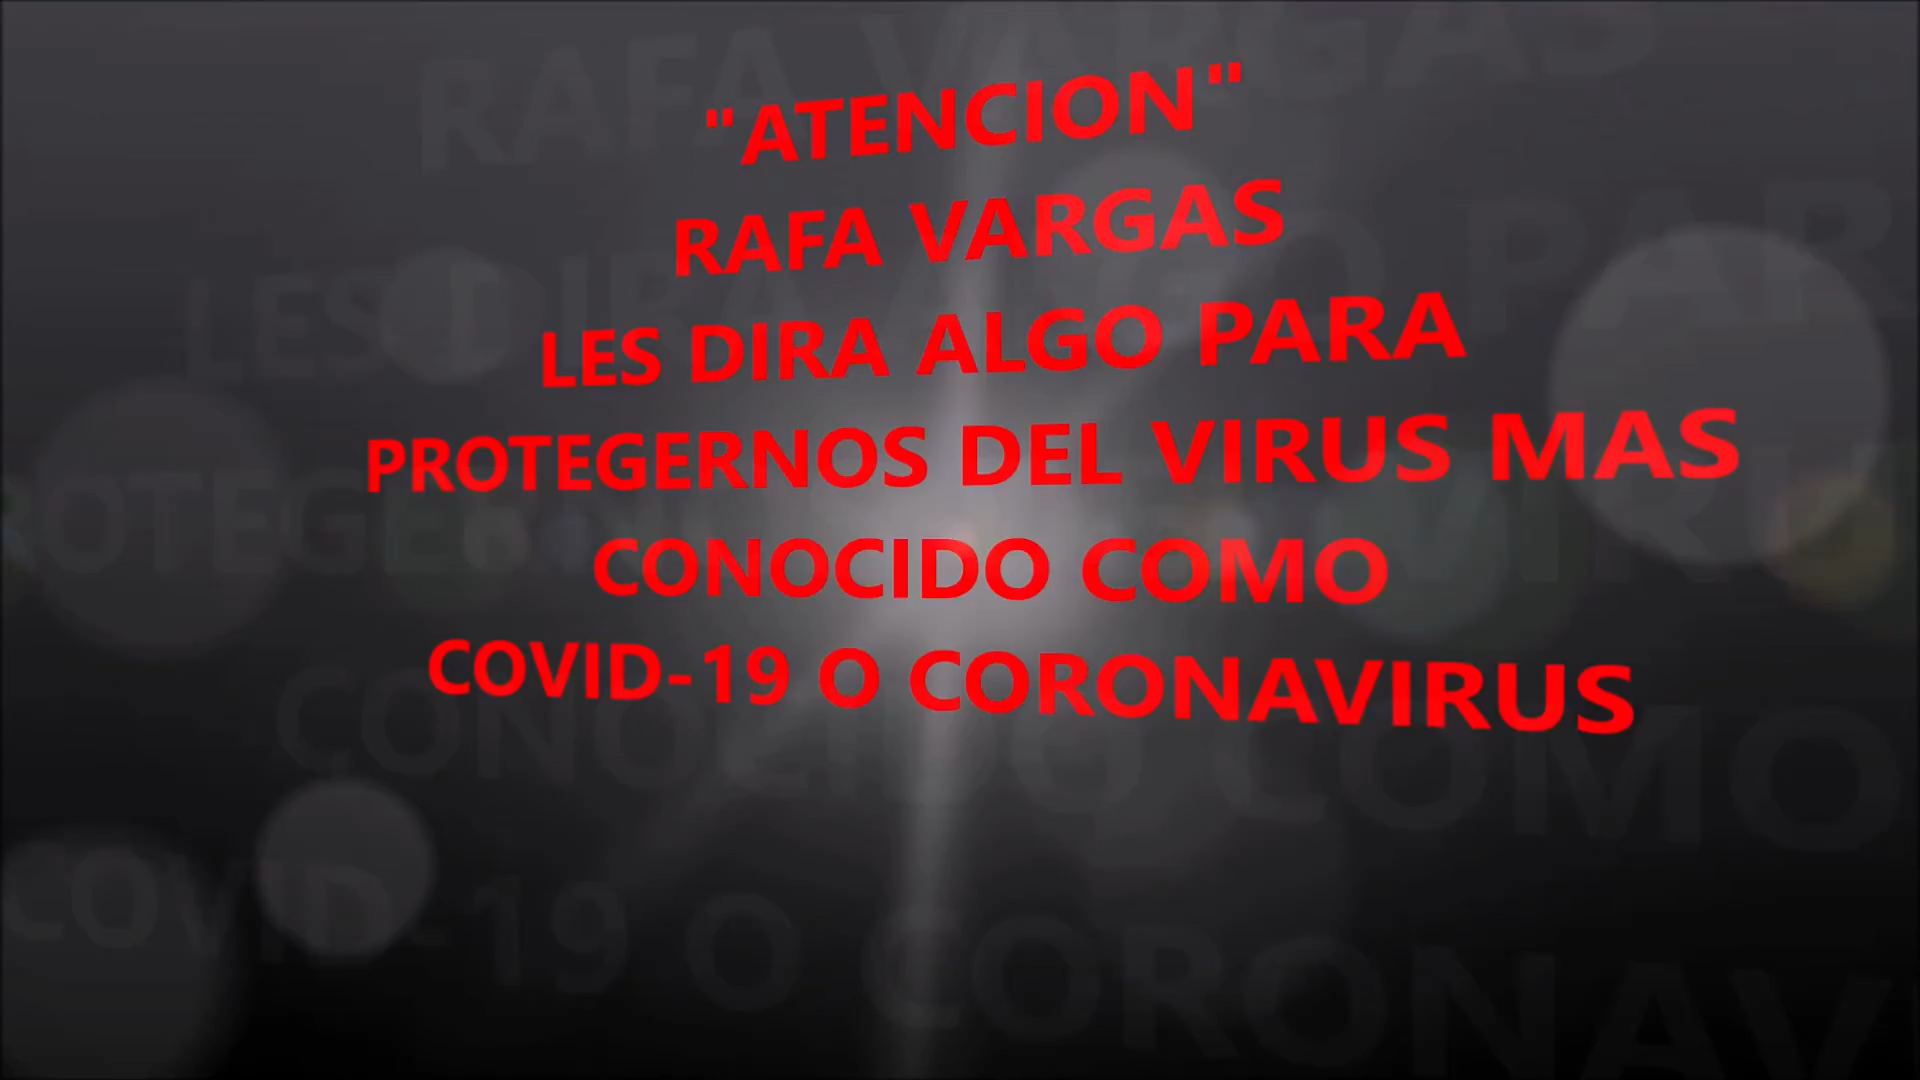 "ATENCION"
RAFA VARGAS
LES DIRA ALGO PARA
PROTEGERNOS DEL VIRUS MAS
CONOCIDO COMO
COVID-19 O CORONAVIRUS